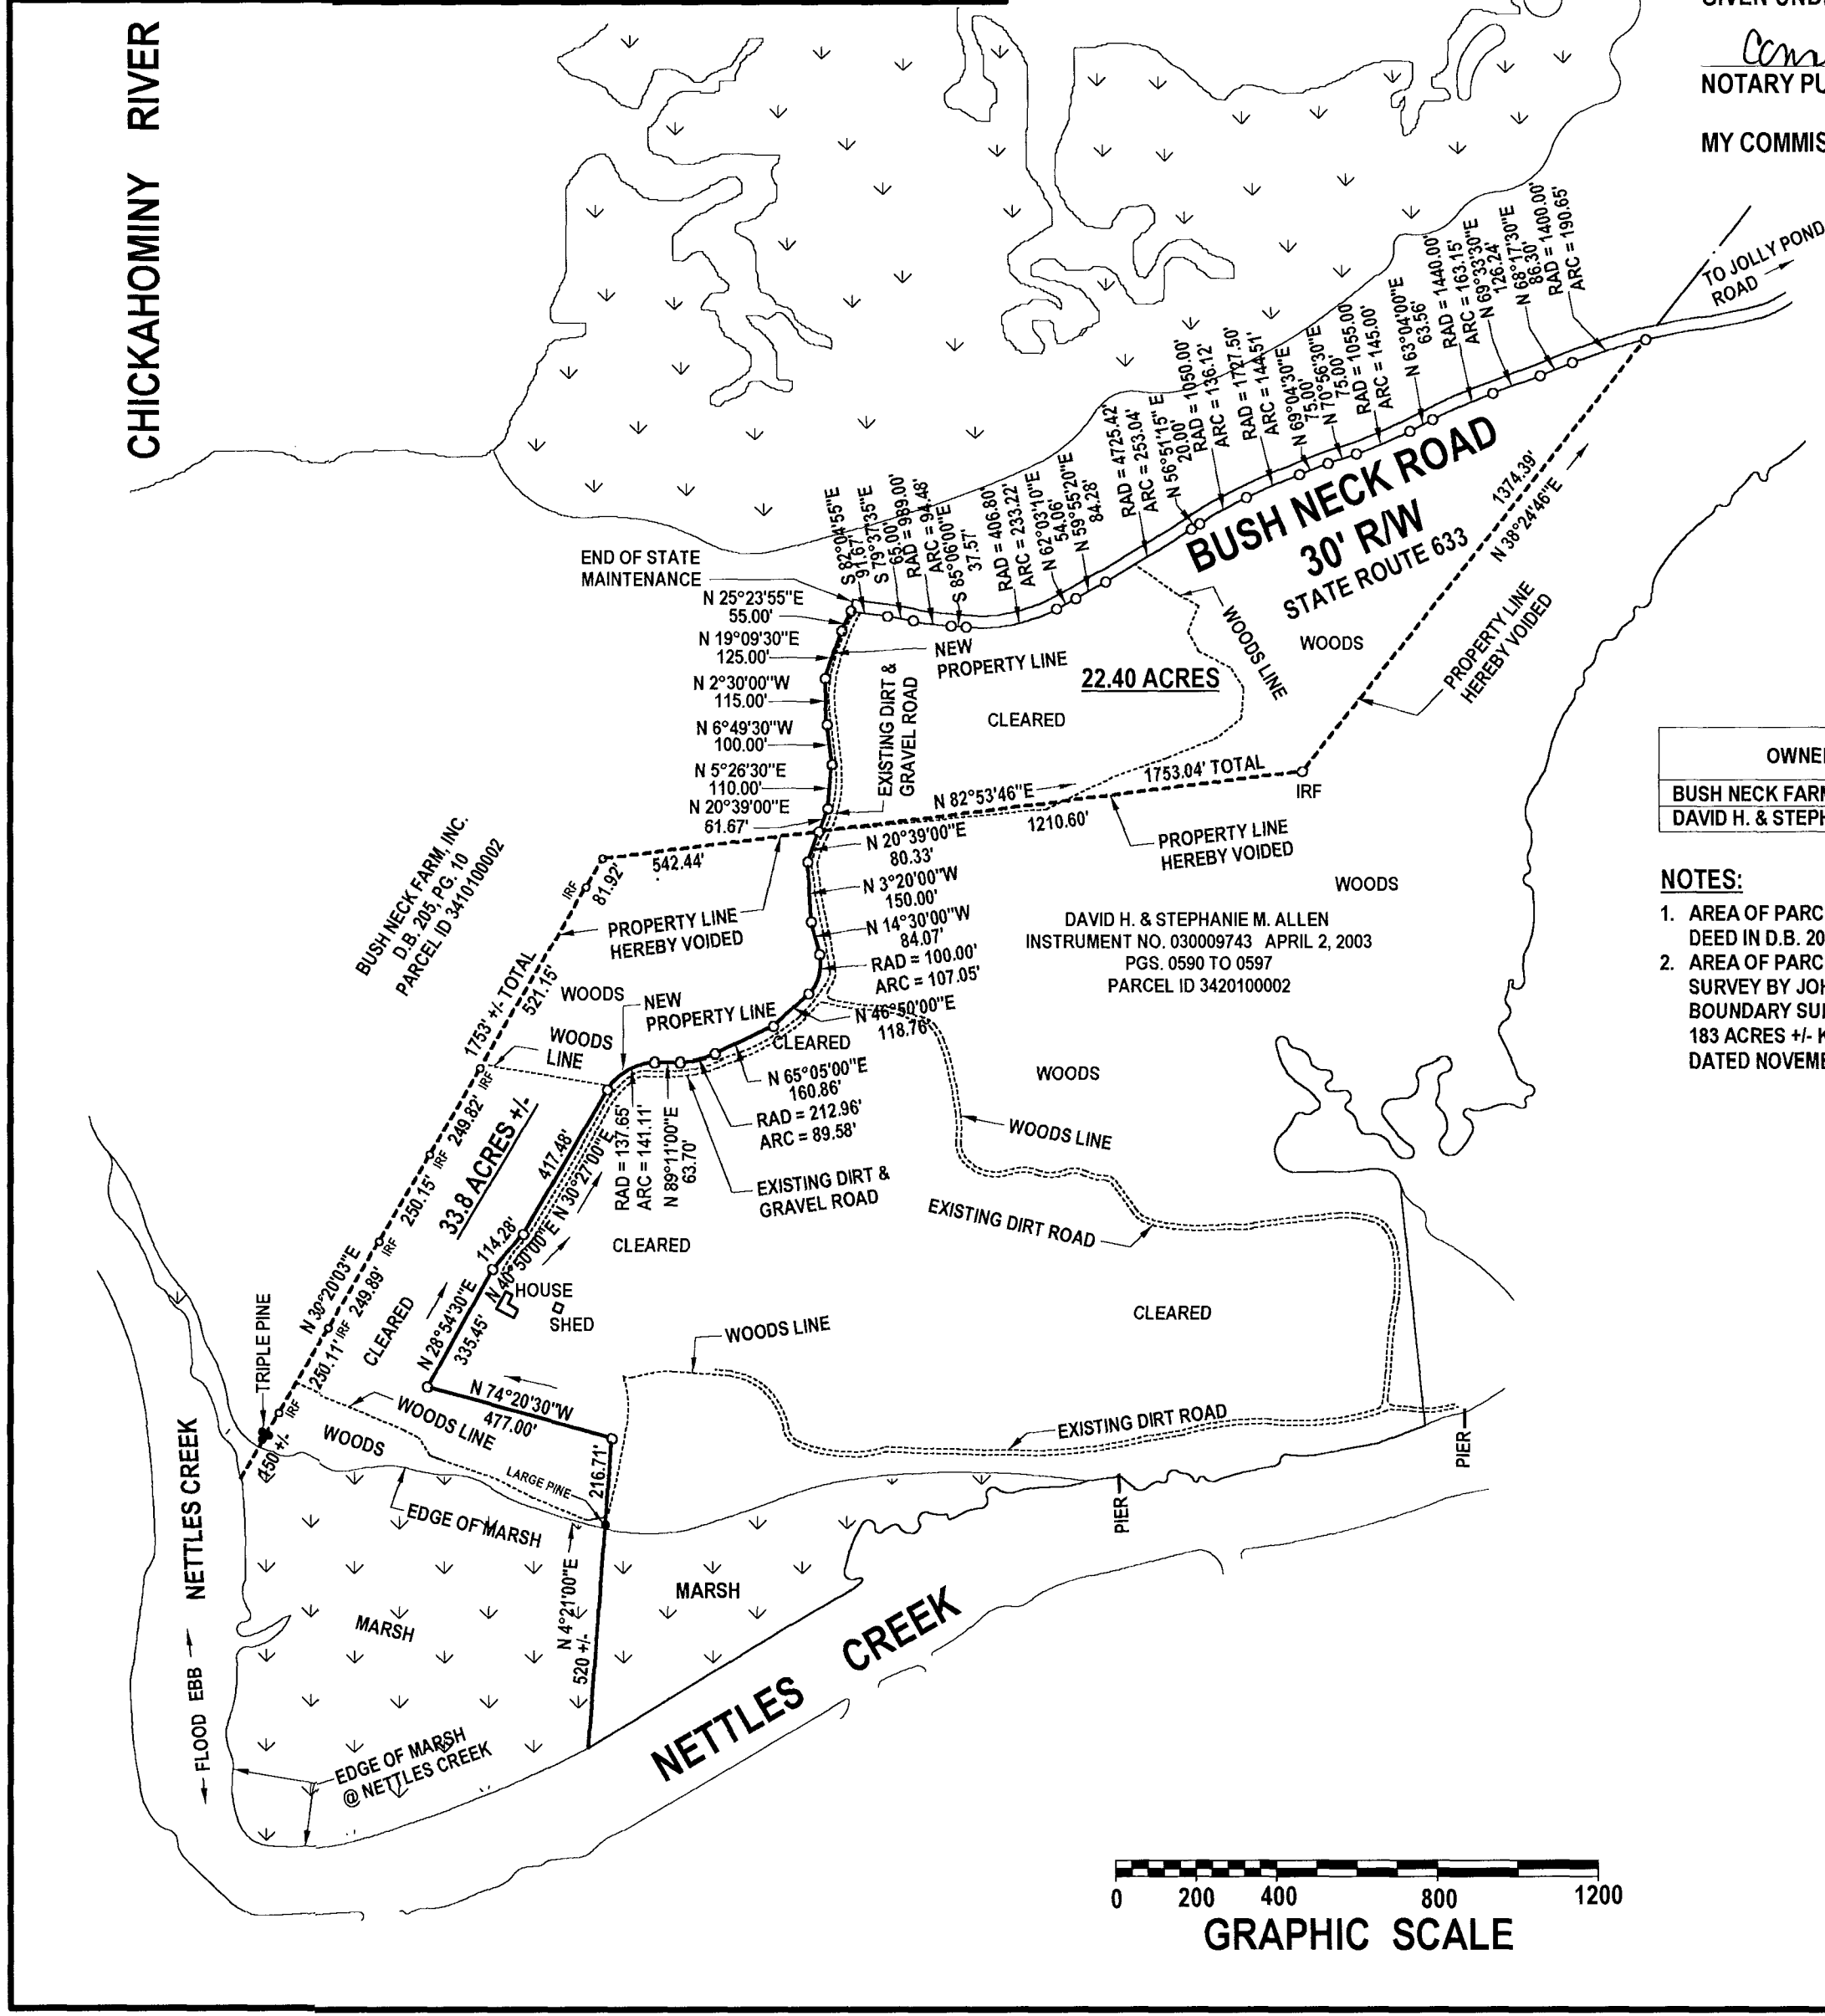 GIVEN UNDE
NOTARY PU
MY COMMIS
CHICKAHOMINY RIVER
TO JOLLY POND
ROAD
RAD = 1400.00'
ARC = 190.65'
N 68°17'30"E
86.30'
N 69°33'30"E
126.24'
RAD = 1440.00'
ARC = 163.15'
N 63°04'00"E
63.56'
RAD = 1055.00'
ARC = 145.00'
N 70°56'30"E
75.00'
N 69°04'30"E
75.00'
RAD = 1727.50'
ARC = 144.51'
RAD = 1050.00'
ARC = 136.12'
N 56°51'15" E
20.00'
RAD = 4725.42'
ARC = 253.04'
N 59°55'20"E
84.28'
N 62°03'10"E
54.06'
RAD = 406.80'
ARC = 233.22'
S 85°06'00"E
37.57'
RAD = 989.00'
ARC = 94.48'
S 79°37'35"E
65.00'
S 82°04'55"E
91.67'
BUSH NECK ROAD
30' R/W
STATE ROUTE 633
1374.39'
N 38°24'46"E
PROPERTY LINE
HEREBY VOIDED
END OF STATE
MAINTENANCE
N 25°23'55"E
55.00'
N 19°09'30"E
125.00'
N 2°30'00"W
115.00'
N 6°49'30"W
100.00'
N 5°26'30"E
110.00'
N 20°39'00"E
61.67'
NEW
PROPERTY LINE
EXISTING DIRT &
GRAVEL ROAD
22.40 ACRES
CLEARED
WOODS LINE
WOODS
1753.04' TOTAL
N 82°53'46"E
1210.60'
IRF
PROPERTY LINE
HEREBY VOIDED
OWNE
BUSH NECK FARM
DAVID H. & STEPH
NOTES:
1. AREA OF PARC
DEED IN D.B. 20
2. AREA OF PARC
SURVEY BY JOH
BOUNDARY SU
183 ACRES +/- K
DATED NOVEME
BUSH NECK FARM, INC.
D.B. 205, PG. 10
PARCEL ID 3410100002
542.44'
IRF
81.92'
PROPERTY LINE
HEREBY VOIDED
N 20°39'00"E
80.33'
N 3°20'00"W
150.00'
N 14°30'00"W
84.07'
RAD = 100.00'
ARC = 107.05'
N 46°50'00"E
118.76'
WOODS
DAVID H. & STEPHANIE M. ALLEN
INSTRUMENT NO. 030009743 APRIL 2, 2003
PGS. 0590 TO 0597
PARCEL ID 3420100002
1753' +/- TOTAL
521.15'
WOODS
NEW
PROPERTY LINE
WOODS
LINE
CLEARED
N 65°05'00"E
160.86'
RAD = 212.96'
ARC = 89.58'
N 89°11'00"E
63.70'
RAD = 137.65'
ARC = 141.11'
WOODS
WOODS LINE
EXISTING DIRT &
GRAVEL ROAD
EXISTING DIRT ROAD
IRF
249.82'
IRF
250.15'
IRF
249.89'
IRF
250.11'
IRF
33.8 ACRES +/-
417.48'
N 30°27'00"E
114.28'
N 40°50'00"E
N 28°54'30"E
335.45'
CLEARED
HOUSE
SHED
CLEARED
N 39°20'03"E
CLEARED
TRIPLE PINE
150 +/-
N 74°20'30"W
477.00'
WOODS LINE
WOODS LINE
WOODS
EXISTING DIRT ROAD
PIER
PIER
216.71'
LARGE PINE
EDGE OF MARSH
N 4°21'00"E
520 +/-
MARSH
MARSH
NETTLES CREEK
FLOOD EBB
EDGE OF MARSH
@ NETTLES CREEK
NETTLES CREEK
0 200 400 800 1200
GRAPHIC SCALE